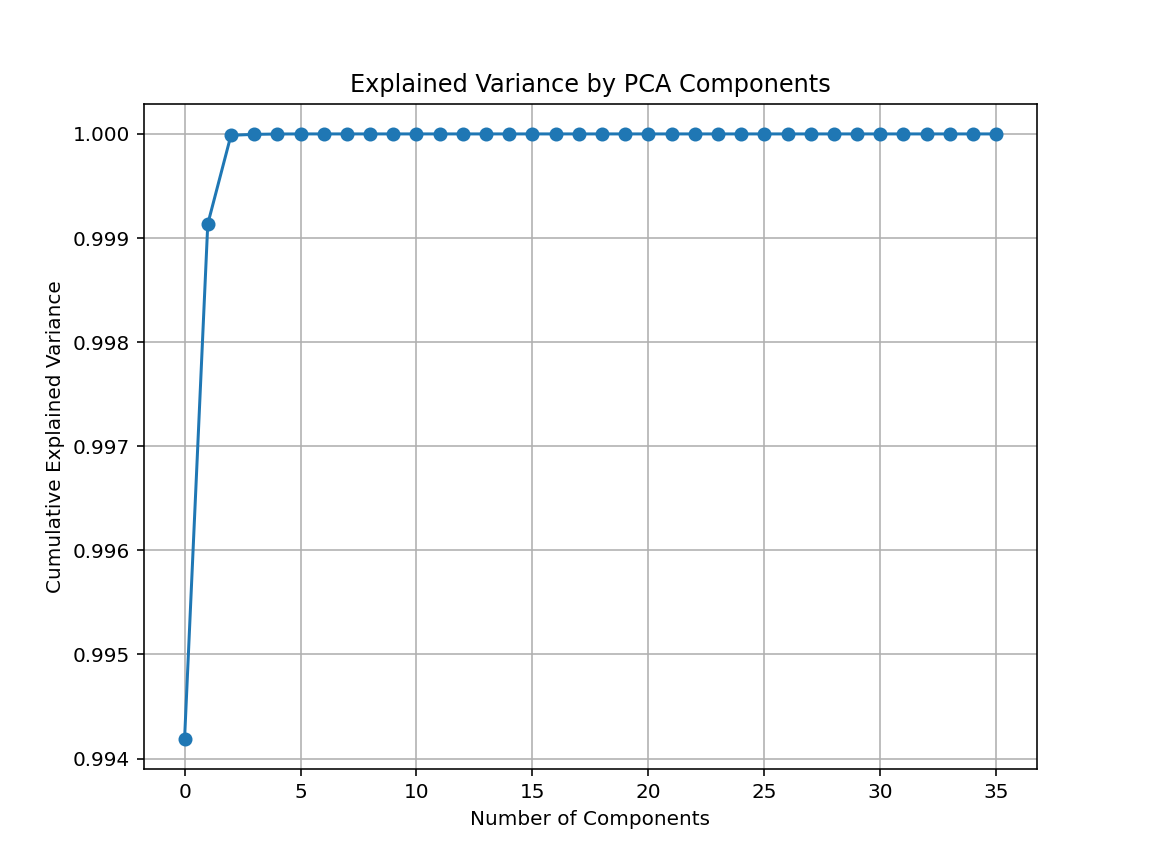 Explained Variance by PCA Components
1.000
0.999
0.998
0.997
0.996
0.995
0.994
Cumulative Explained Variance
0 5 10 15 20 25 30 35
Number of Components